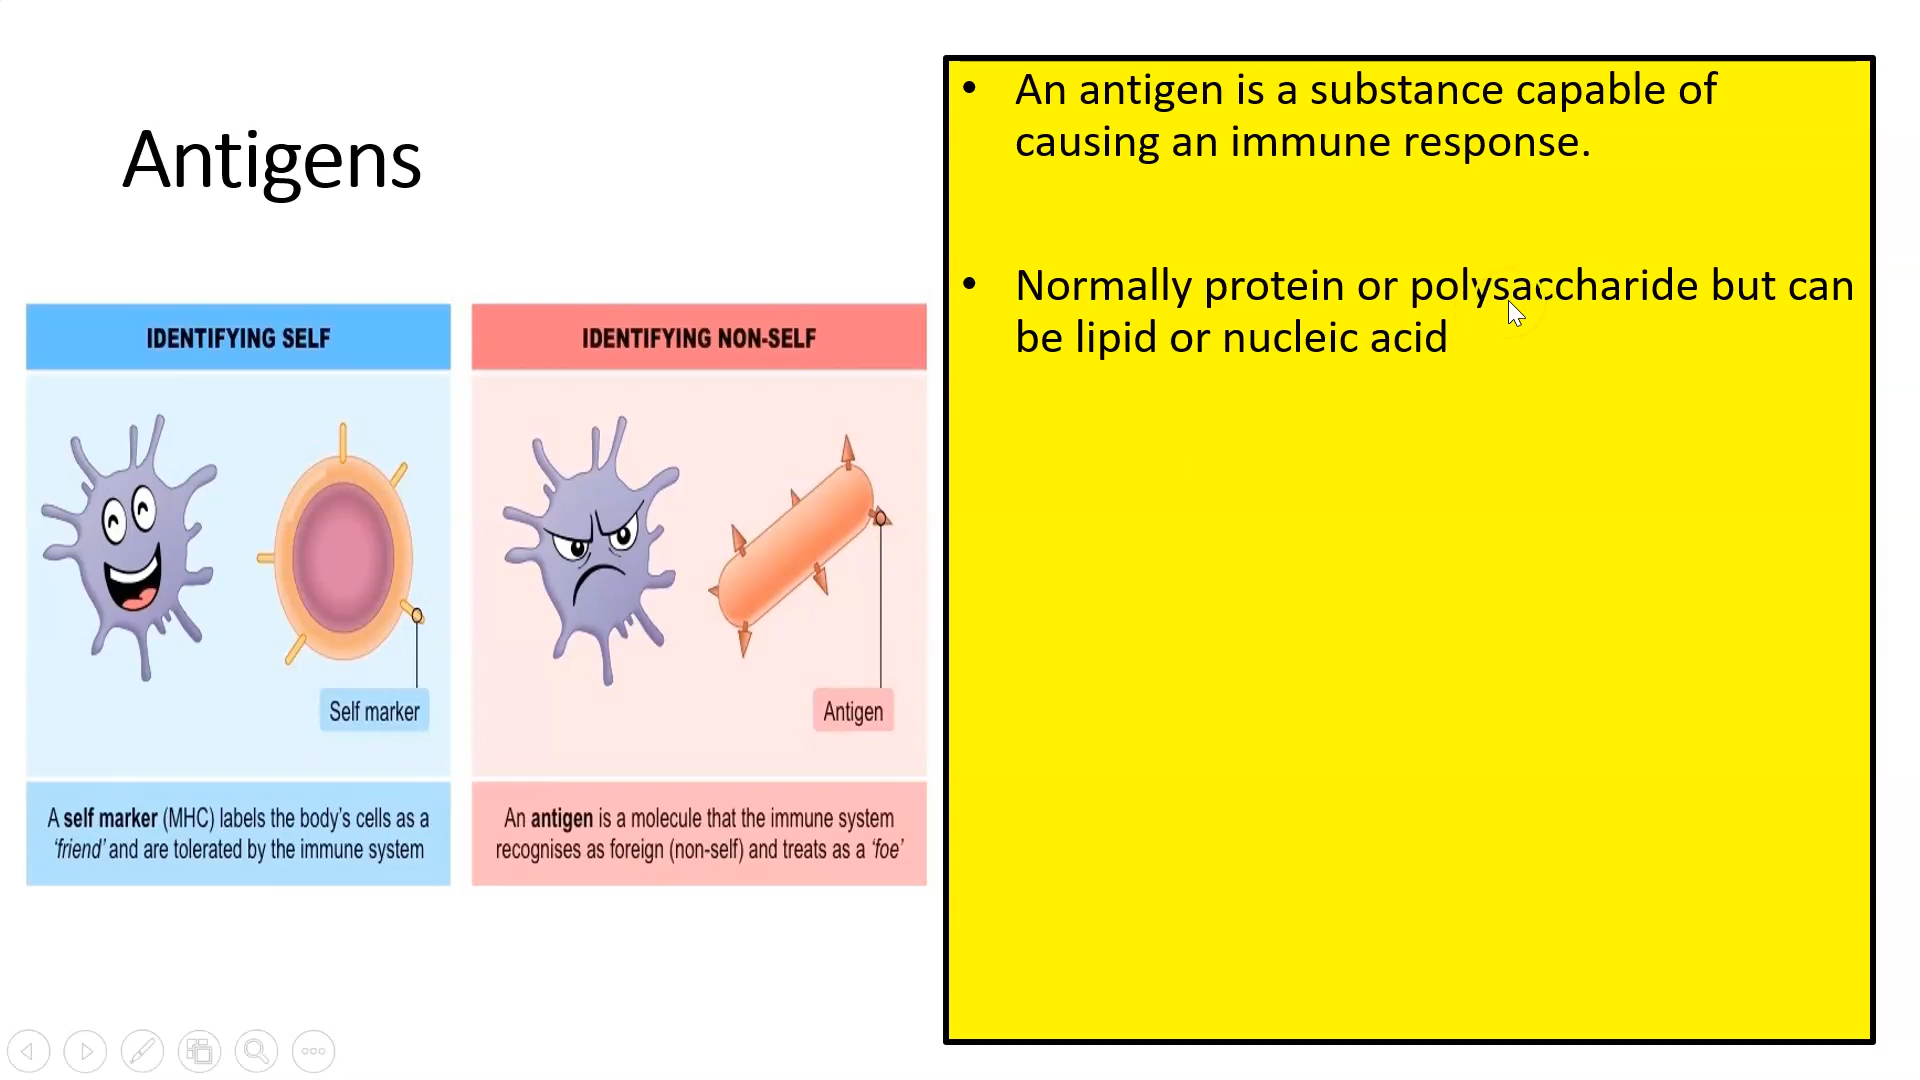 Antigens
IDENTIFYING SELF
Self marker
A self marker (MHC) labels the body's cells as a
'friend' and are tolerated by the immune system
IDENTIFYING NON-SELF
Antigen
An antigen is a molecule that the immune system
recognises as foreign (non-self) and treats as a 'foe'
• An antigen is a substance capable of
causing an immune response.
• Normally protein or polysaccharide but can
be lipid or nucleic acid